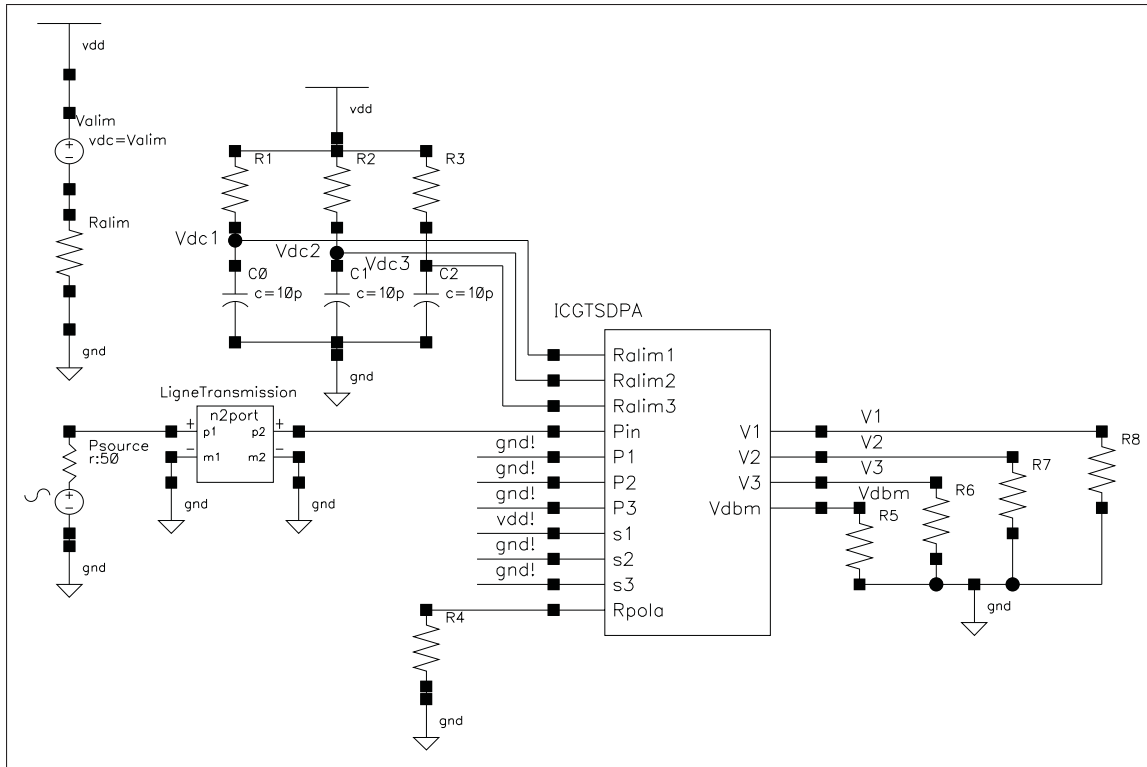 vdd
Valim
vdc=Valim
Ralim
gnd
vdd
R1
R2
R3
Vdc1
Vdc2
Vdc3
C0
C1
C2
c=10p
c=10p
c=10p
gnd
LigneTransmission
n2port
+
p1
p2
+
−
m1
m2
−
gnd
gnd
Psource
r:50
+
−
gnd
ICGTSDPA
Ralim1
Ralim2
Ralim3
Pin
gnd!
P1
gnd!
P2
gnd!
P3
vdd!
s1
gnd!
s2
gnd!
s3
Rpola
R4
gnd
V1
V1
V2
V2
V3
V3
Vdbm
Vdbm
R8
R7
R6
R5
gnd